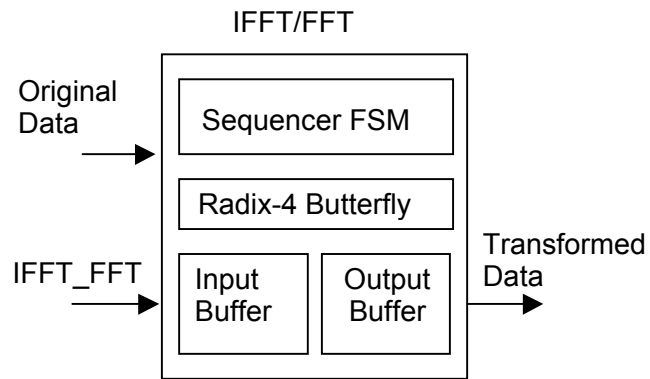 IFFT/FFT
Original
Data
Sequencer FSM
Radix-4 Butterfly
IFFT_FFT
Input
Buffer
Output
Buffer
Transformed
Data